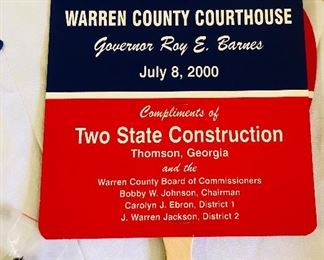 WARREN COUNTY COURTHOUSE
Governor Roy E. Barnes
July 8, 2000
Compliments of
Two State Construction
Thomson, Georgia
and the
Warren County Board of Commissioners
Bobby W. Johnson, Chairman
Carolyn J. Ebron, District 1
J. Warren Jackson, District 2